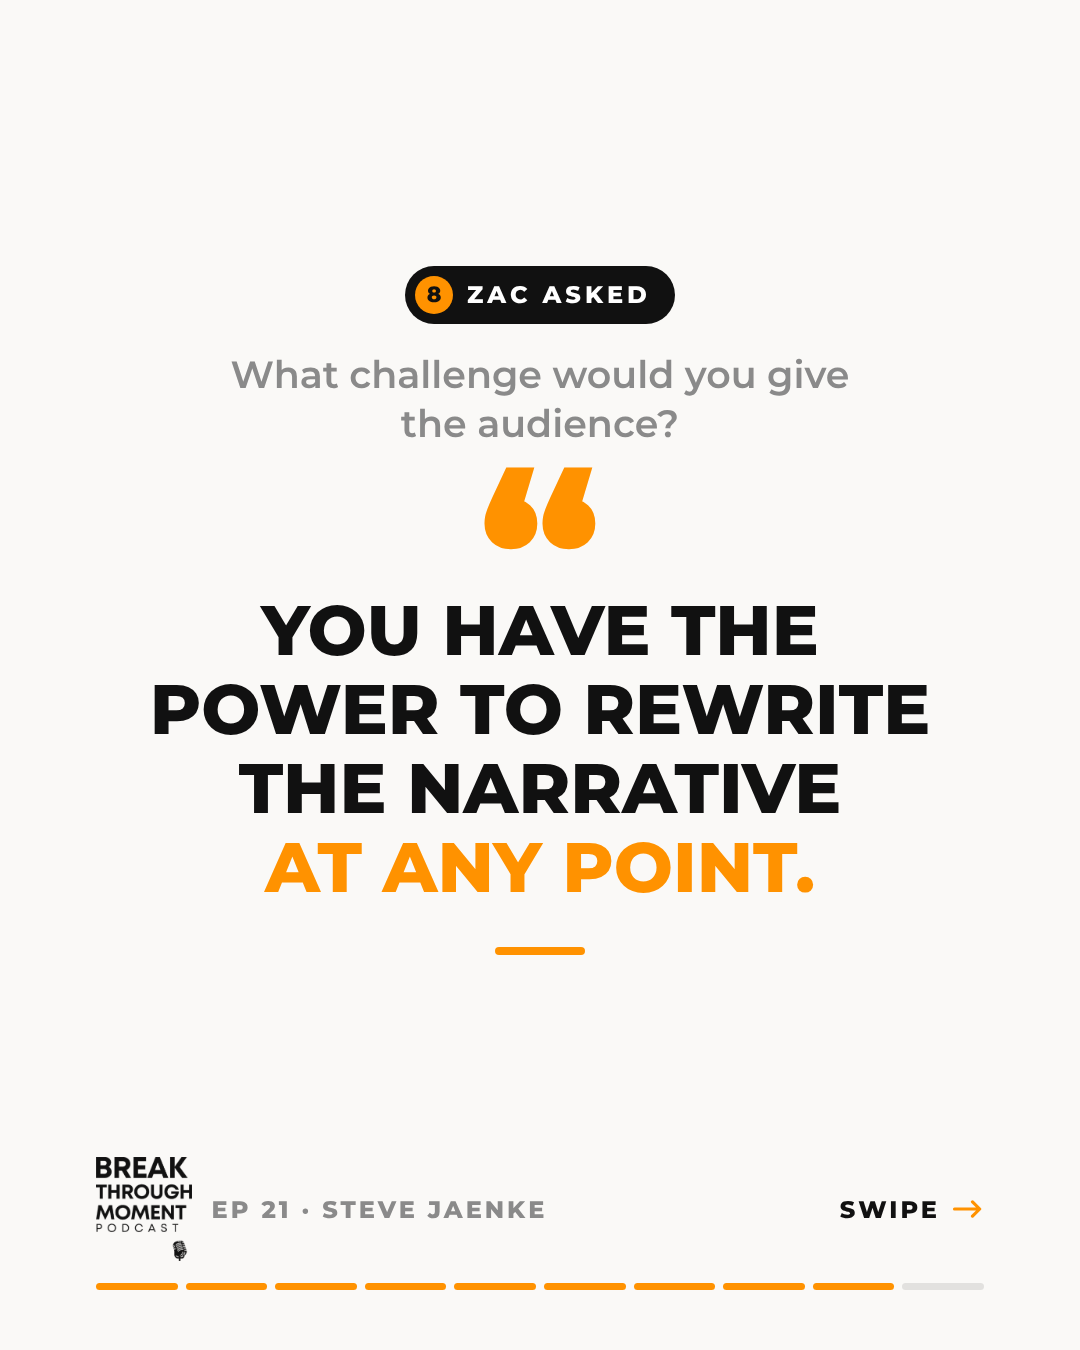 8 ZAC ASKED
What challenge would you give
the audience?
“
YOU HAVE THE
POWER TO REWRITE
THE NARRATIVE
AT ANY POINT.
BREAK
THROUGH
MOMENT
PODCAST
EP 21 · STEVE JAENKE
SWIPE →